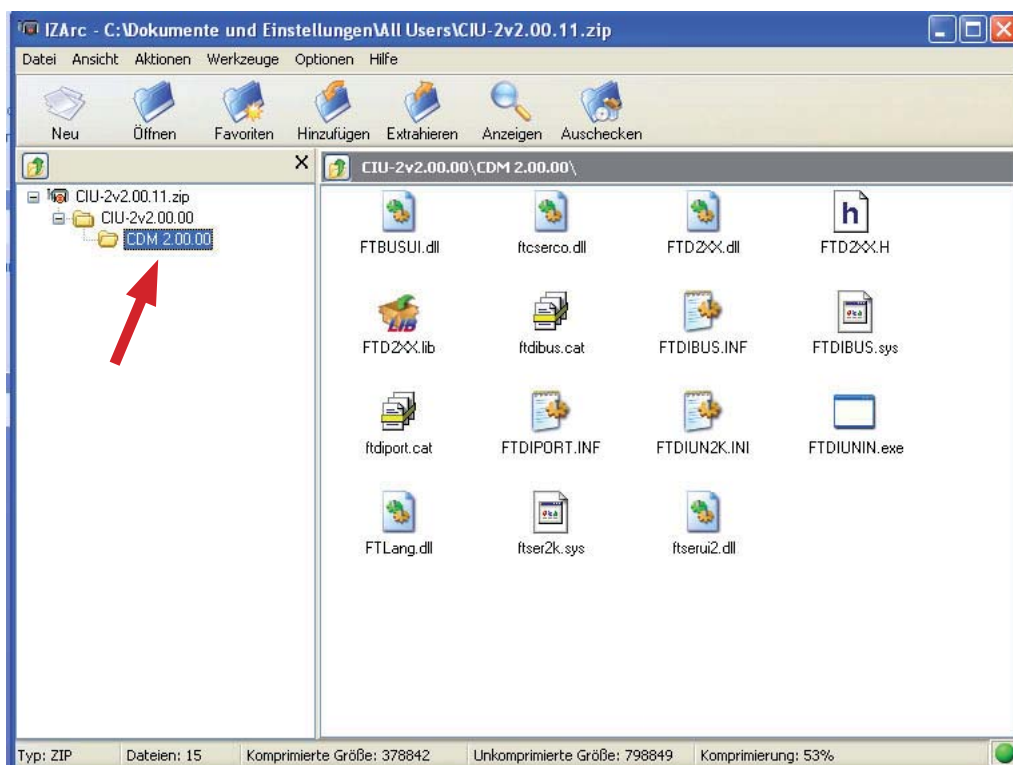 IZArc - C:\Dokumente und Einstellungen\All Users\CIU-2v2.00.11.zip
Datei Ansicht Aktionen Werkzeuge Optionen Hilfe
Neu Öffnen Favoriten Hinzufügen Extrahieren Anzeigen Auschecken
CIU-2v2.00.00\CDM 2.00.00\
CIU-2v2.00.11.zip
CIU-2v2.00.00
CDM 2.00.00
FTBUSUI.dll ftcserco.dll FTD2XX.dll FTD2XX.H
FTD2XX.lib ftdibus.cat FTDIBUS.INF FTDIBUS.sys
ftdiport.cat FTDIPORT.INF FTDIUN2K.INI FTDIUNIN.exe
FTLang.dll ftser2k.sys ftserui2.dll
Typ: ZIP Dateien: 15 Komprimierte Größe: 378842 Unkomprimierte Größe: 798849 Komprimierung: 53%